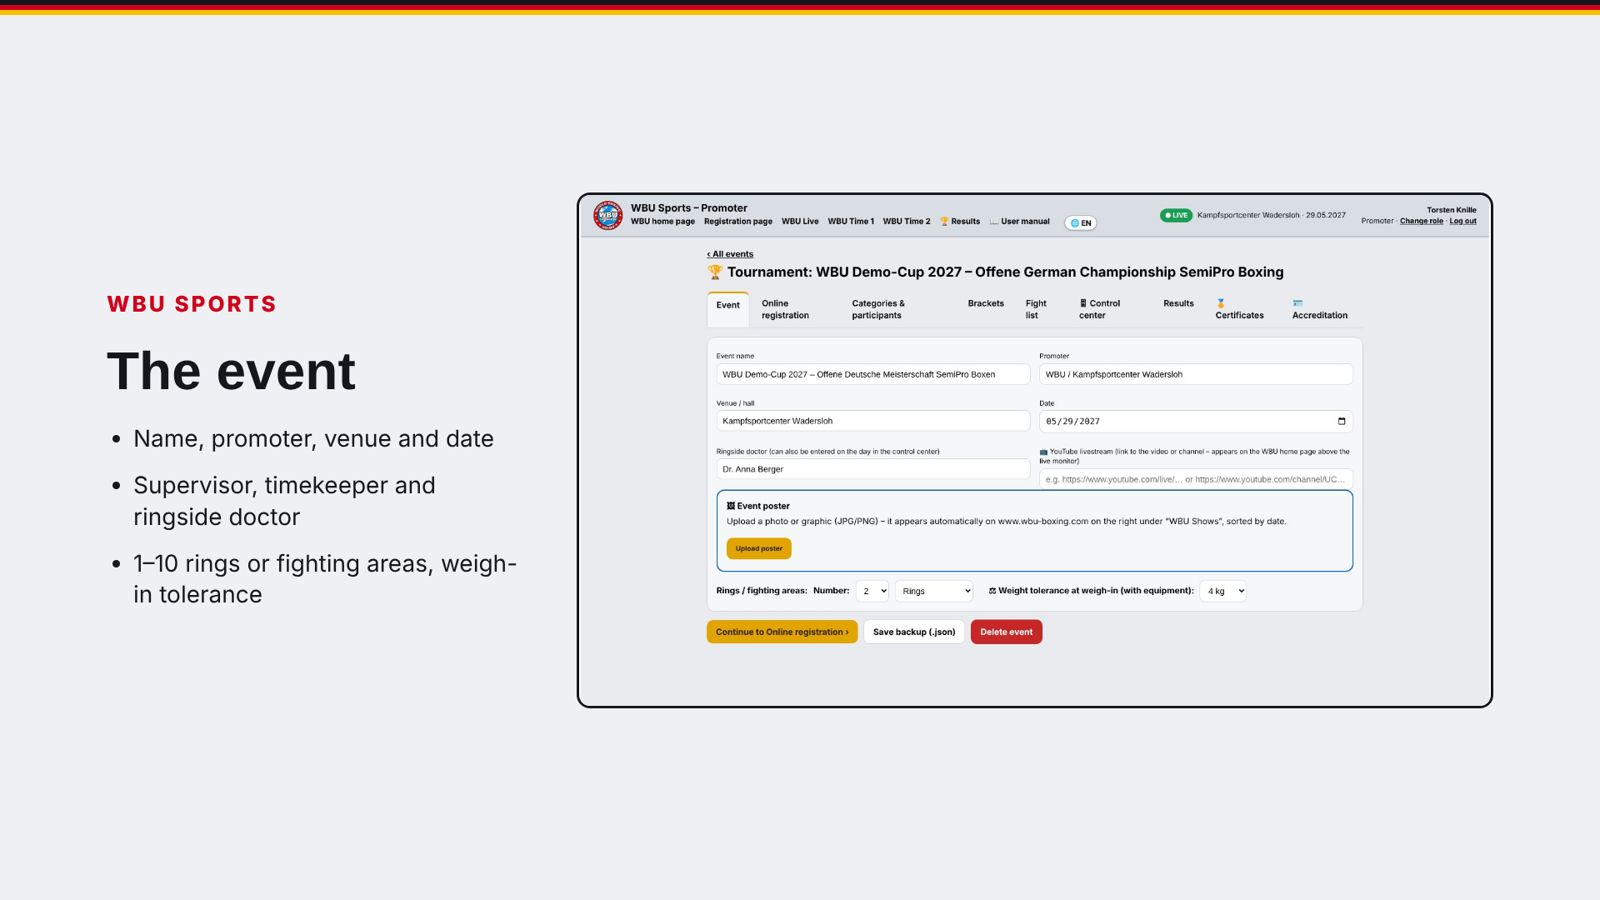 WBU SPORTS
The event
• Name, promoter, venue and date
• Supervisor, timekeeper and
ringside doctor
• 1–10 rings or fighting areas, weigh-
in tolerance
WBU Sports – Promoter
WBU home page Registration page WBU Live WBU Time 1 WBU Time 2 🏆 Results 📖 User manual 🌐 EN
● LIVE Kampfsportcenter Wadersloh · 29.05.2027
Torsten Knille
Promoter · Change role · Log out
‹ All events
🏆 Tournament: WBU Demo-Cup 2027 – Offene German Championship SemiPro Boxing
Event
Online
registration
Categories &
participants
Brackets
Fight
list
🎛 Control
center
Results
🏅
Certificates
🪪
Accreditation
Event name
WBU Demo-Cup 2027 – Offene Deutsche Meisterschaft SemiPro Boxen
Promoter
WBU / Kampfsportcenter Wadersloh
Venue / hall
Kampfsportcenter Wadersloh
Date
05/29/2027
Ringside doctor (can also be entered on the day in the control center)
Dr. Anna Berger
📺 YouTube livestream (link to the video or channel – appears on the WBU home page above the
live monitor)
e.g. https://www.youtube.com/live/… or https://www.youtube.com/channel/UC…
🖼 Event poster
Upload a photo or graphic (JPG/PNG) – it appears automatically on www.wbu-boxing.com on the right under "WBU Shows", sorted by date.
Upload poster
Rings / fighting areas: Number: 2 Rings ⚖ Weight tolerance at weigh-in (with equipment): 4 kg
Continue to Online registration › Save backup (.json) Delete event